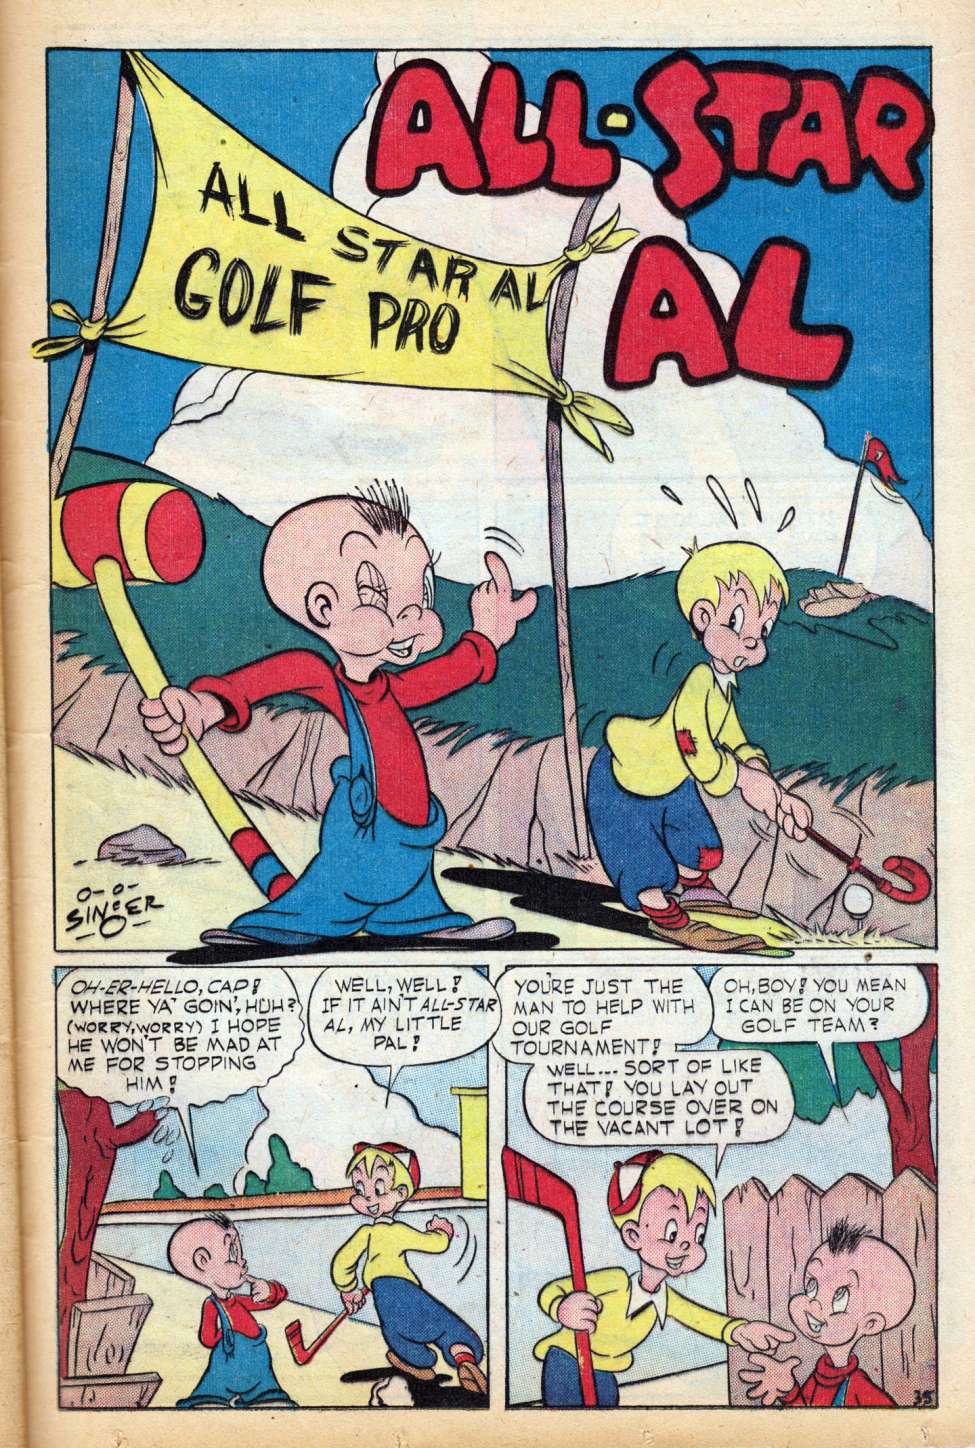 ALL-STAR
AL
ALL STAR AL
GOLF PRO
SINGER
OH-ER-HELLO, CAP!
WHERE YA' GOIN', HUH?
(WORRY, WORRY) I HOPE
HE WON'T BE MAD AT
ME FOR STOPPING
HIM!
WELL, WELL!
IF IT AIN'T ALL-STAR
AL, MY LITTLE
PAL!
YOU'RE JUST THE
MAN TO HELP WITH
OUR GOLF
TOURNAMENT!
OH, BOY! YOU MEAN
I CAN BE ON YOUR
GOLF TEAM?
WELL... SORT OF LIKE
THAT! YOU LAY OUT
THE COURSE OVER ON
THE VACANT LOT!
35